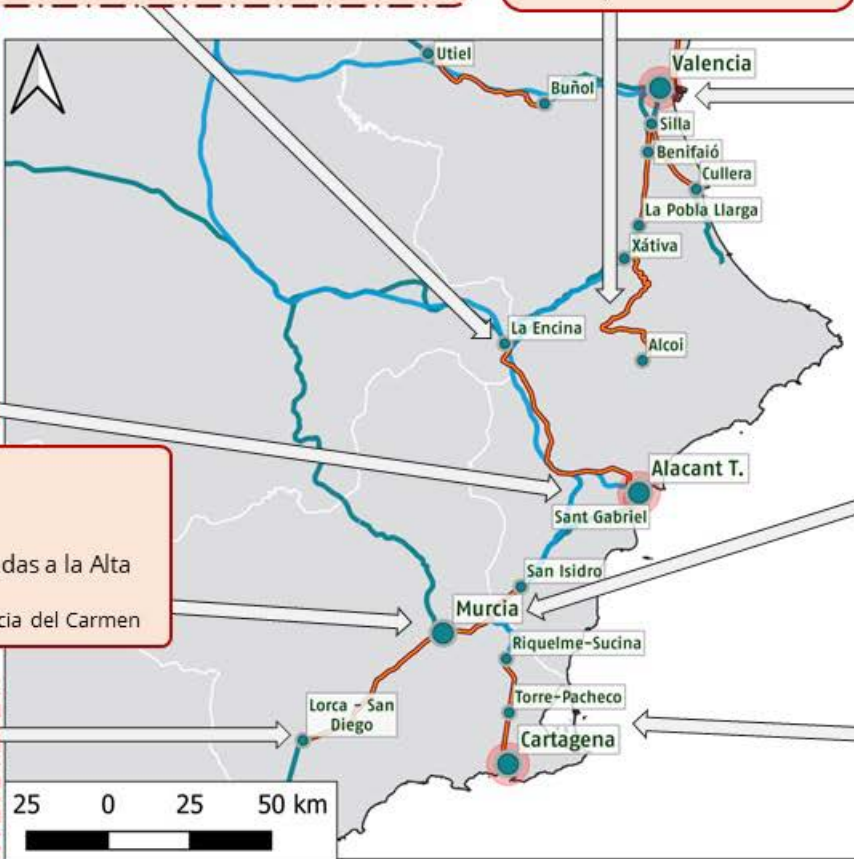 Utiel
Valencia
Buñol
Silla
Benifaió
Cullera
La Pobla Llarga
Xátiva
La Encina
Alcoi
Alacant T.
Sant Gabriel
das a la Alta
San Isidro
Murcia
cia del Carmen
Riquelme-Sucina
Torre-Pacheco
Lorca - San
Diego
Cartagena
25 0 25 50 km